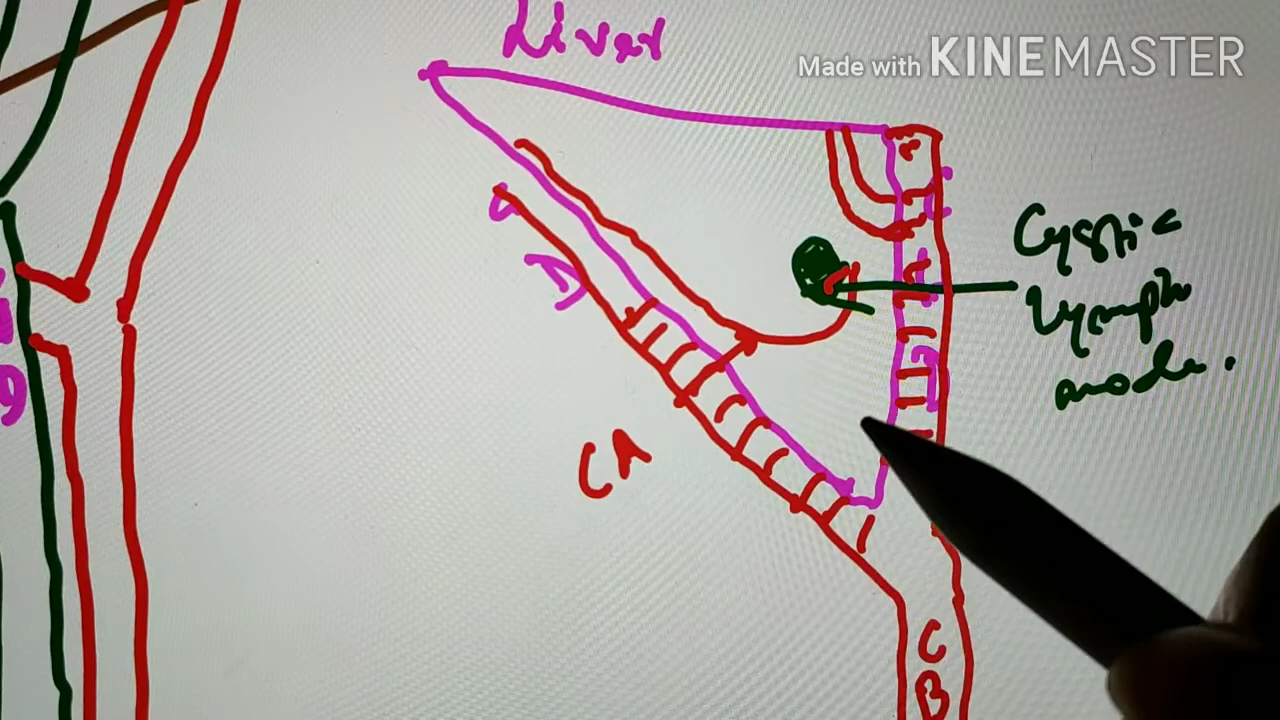 Liver
Made with KINEMASTER
Cystic
Lymph
node.
D
CA
D
C
B